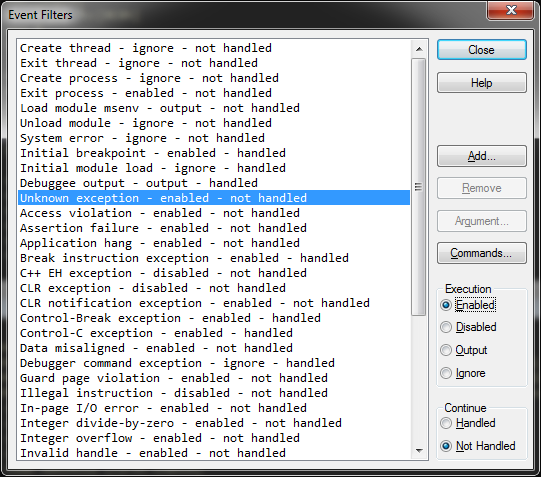 Event Filters
Create thread - ignore - not handled
Exit thread - ignore - not handled
Create process - ignore - not handled
Exit process - enabled - not handled
Load module msenv - output - not handled
Unload module - ignore - not handled
System error - ignore - not handled
Initial breakpoint - enabled - handled
Initial module load - ignore - handled
Debuggee output - output - handled
Unknown exception - enabled - not handled
Access violation - enabled - not handled
Assertion failure - enabled - not handled
Application hang - enabled - not handled
Break instruction exception - enabled - handled
C++ EH exception - disabled - not handled
CLR exception - disabled - not handled
CLR notification exception - enabled - not handled
Control-Break exception - enabled - handled
Control-C exception - enabled - handled
Data misaligned - enabled - not handled
Debugger command exception - ignore - handled
Guard page violation - enabled - not handled
Illegal instruction - disabled - not handled
In-page I/O error - enabled - not handled
Integer divide-by-zero - enabled - not handled
Integer overflow - enabled - not handled
Invalid handle - enabled - not handled
Close
Help
Add...
Remove
Argument...
Commands...
Execution
Enabled
Disabled
Output
Ignore
Continue
Handled
Not Handled